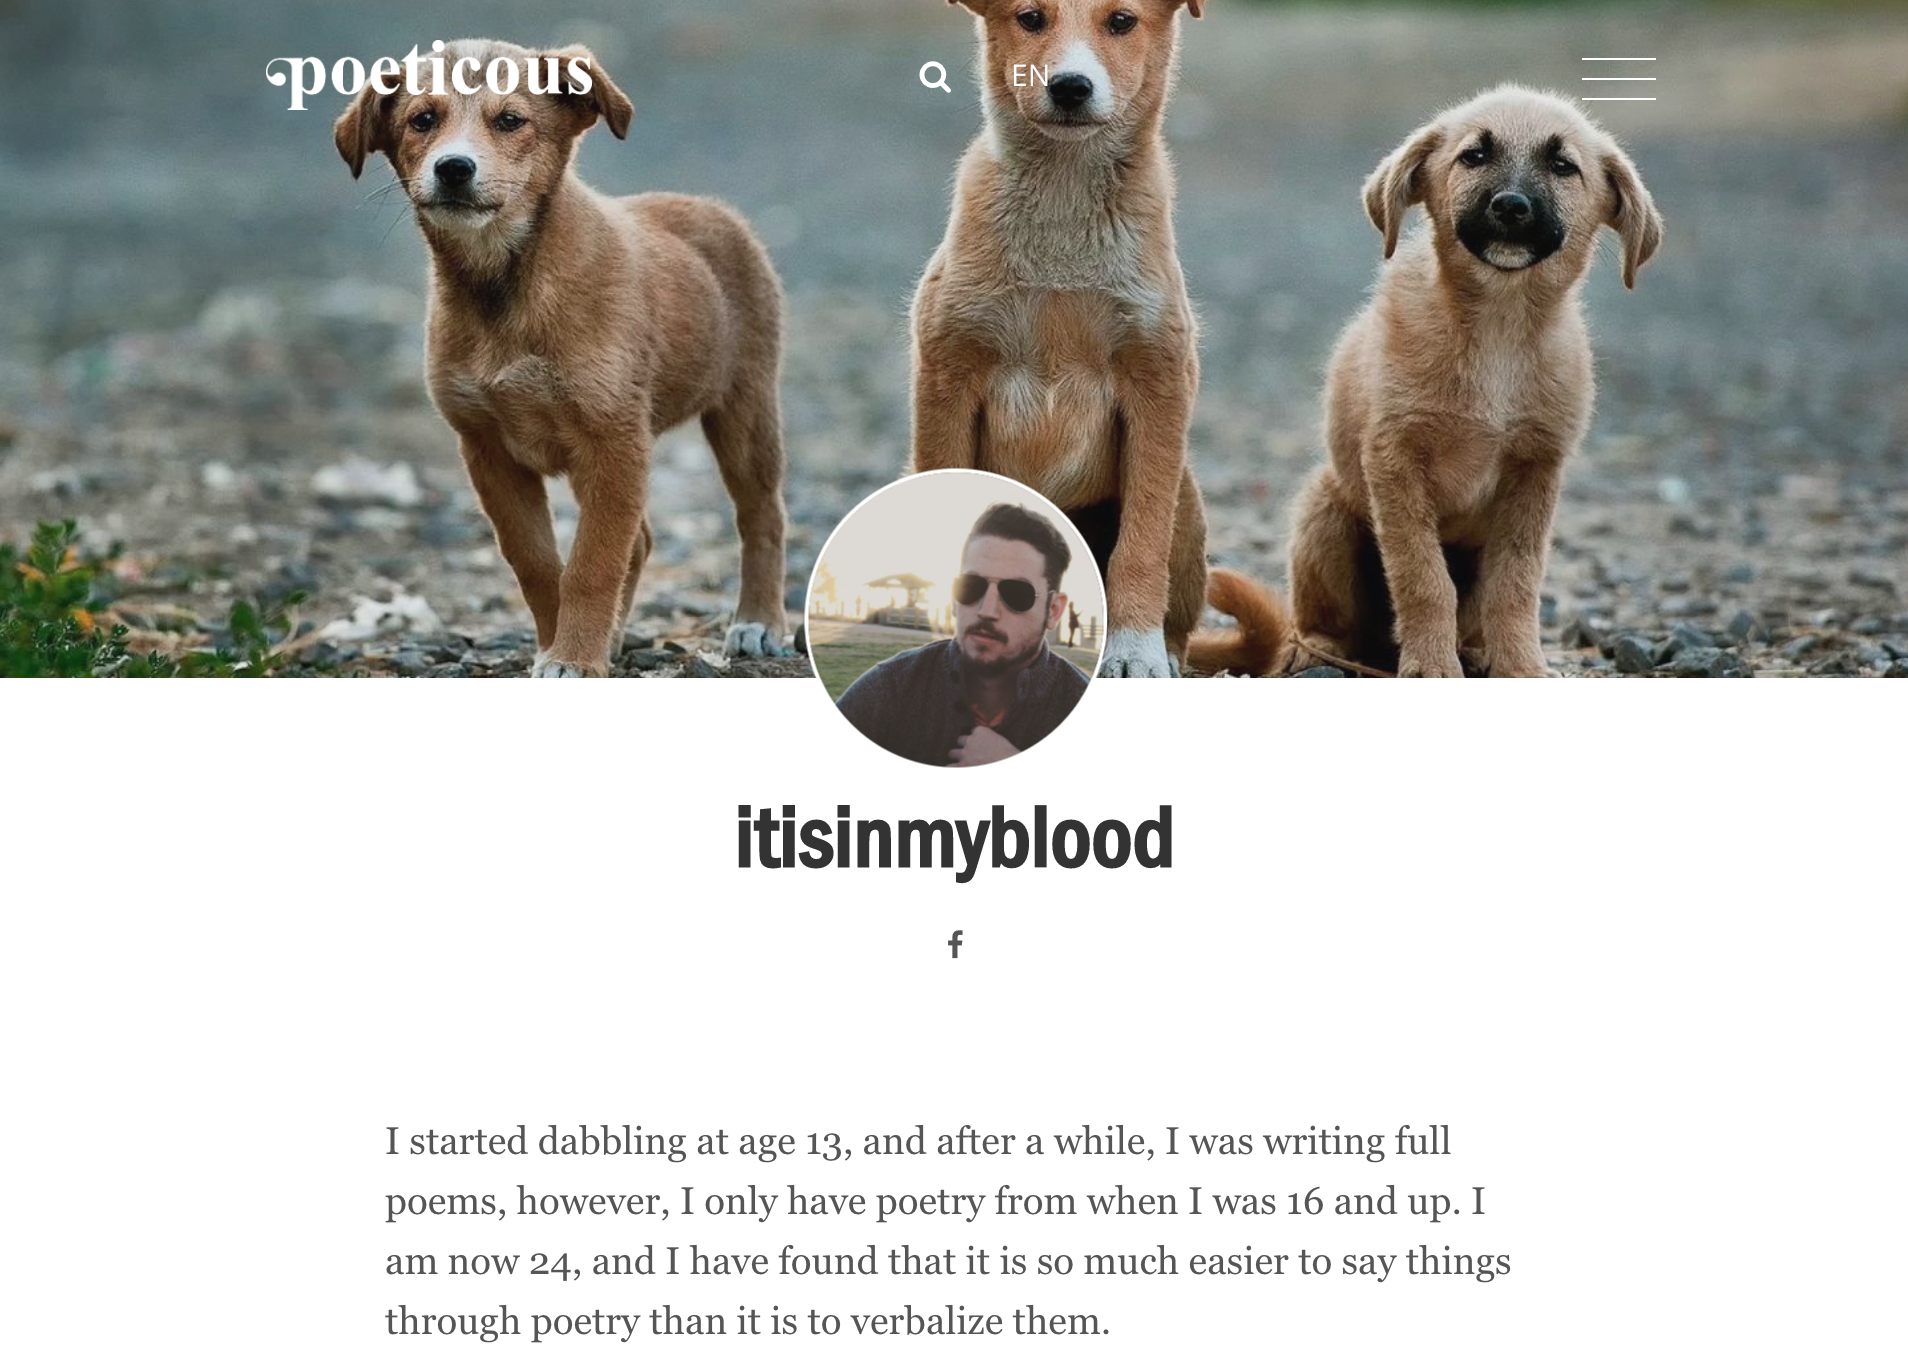 poeticous
EN
itisinmyblood
f
I started dabbling at age 13, and after a while, I was writing full
poems, however, I only have poetry from when I was 16 and up. I
am now 24, and I have found that it is so much easier to say things
through poetry than it is to verbalize them.